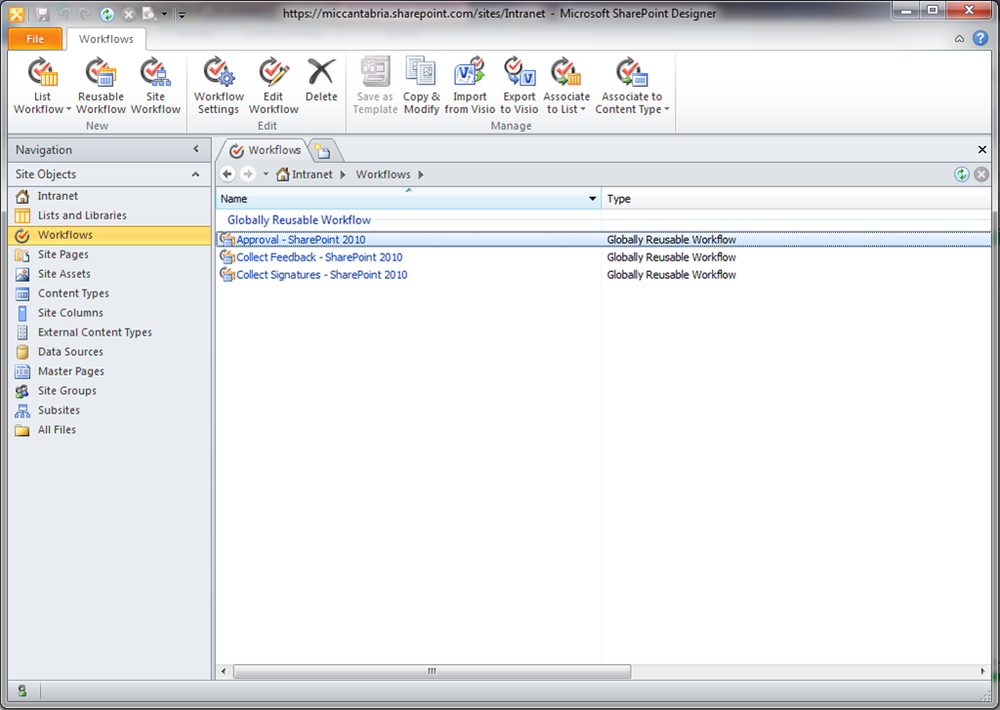 https://miccantabria.sharepoint.com/sites/Intranet - Microsoft SharePoint Designer
File
Workflows
List Workflow
Reusable Workflow
Site Workflow
Workflow Settings
Edit Workflow
Delete
Save as Template
Copy & Modify
Import from Visio
Export to Visio
Associate to List
Associate to Content Type
New
Edit
Manage
Navigation
Workflows
Site Objects
Intranet
Workflows
Intranet
Lists and Libraries
Workflows
Site Pages
Site Assets
Content Types
Site Columns
External Content Types
Data Sources
Master Pages
Site Groups
Subsites
All Files
Name
Type
Globally Reusable Workflow
Approval - SharePoint 2010
Globally Reusable Workflow
Collect Feedback - SharePoint 2010
Globally Reusable Workflow
Collect Signatures - SharePoint 2010
Globally Reusable Workflow